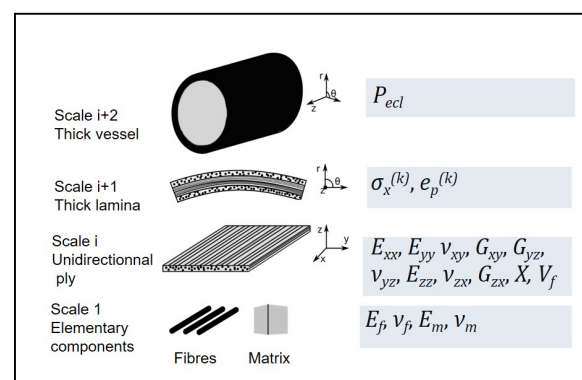 r
θ
z
Scale i+2
Thick vessel
P_ecl
r
θ
z
Scale i+1
Thick lamina
σ_x^(k), e_p^(k)
Scale i
Unidirectionnal
ply
z
y
x
E_xx, E_yy ν_xy, G_xy, G_yz,
ν_yz, E_zz, ν_zx, G_zx, X, V_f
Scale 1
Elementary
components
Fibres Matrix
E_f, ν_f, E_m, ν_m